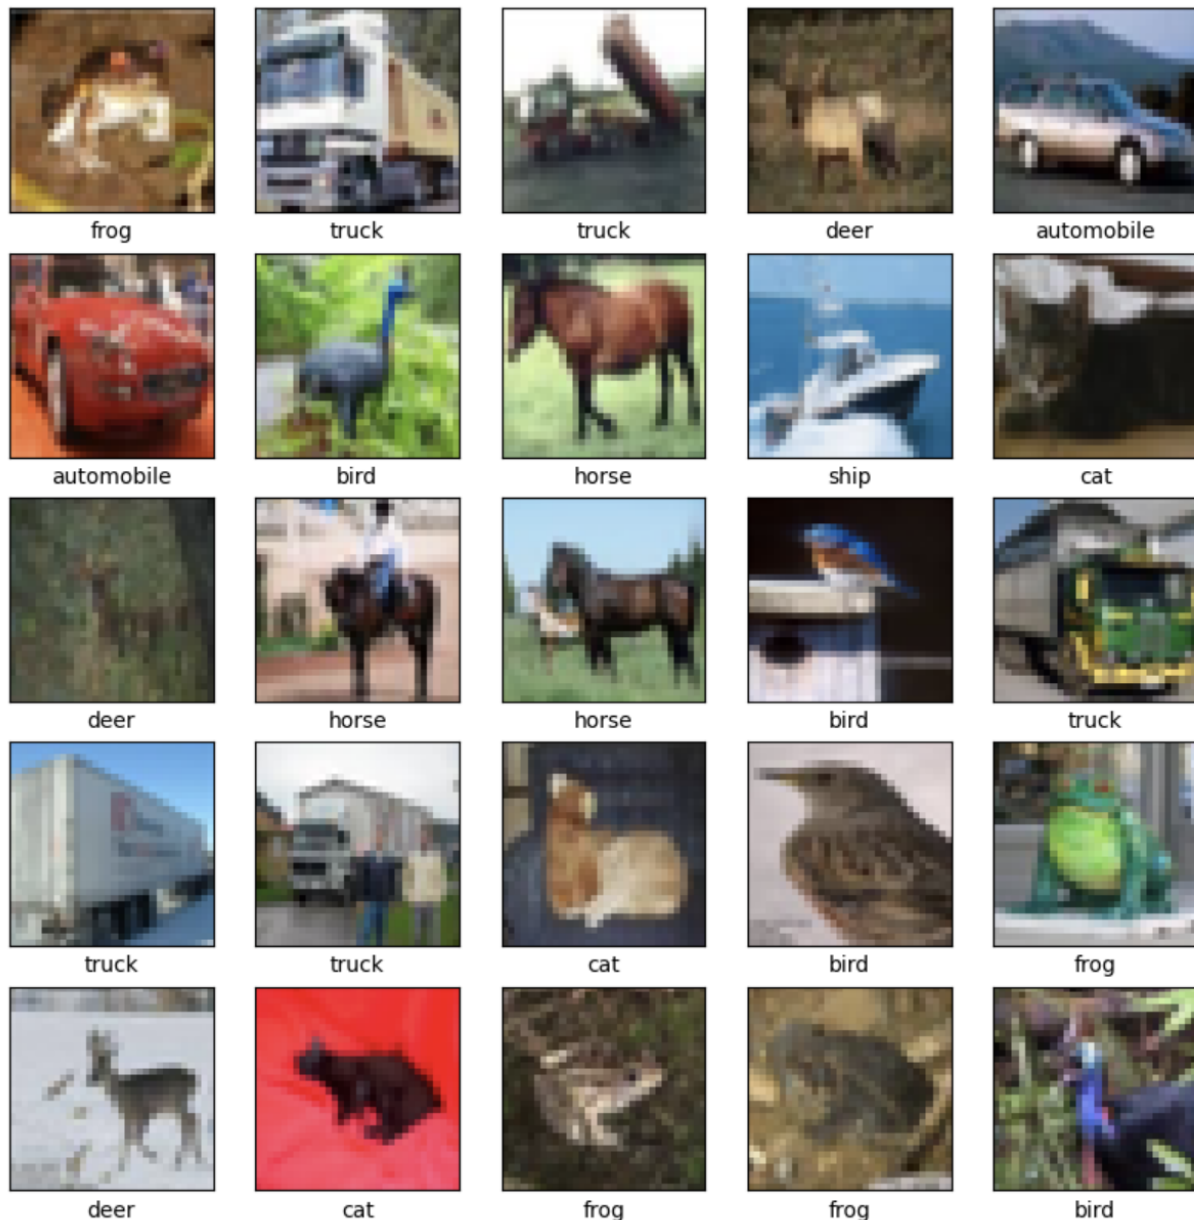 frog truck truck deer automobile
automobile bird horse ship cat
deer horse horse bird truck
truck truck cat bird frog
deer cat frog frog bird